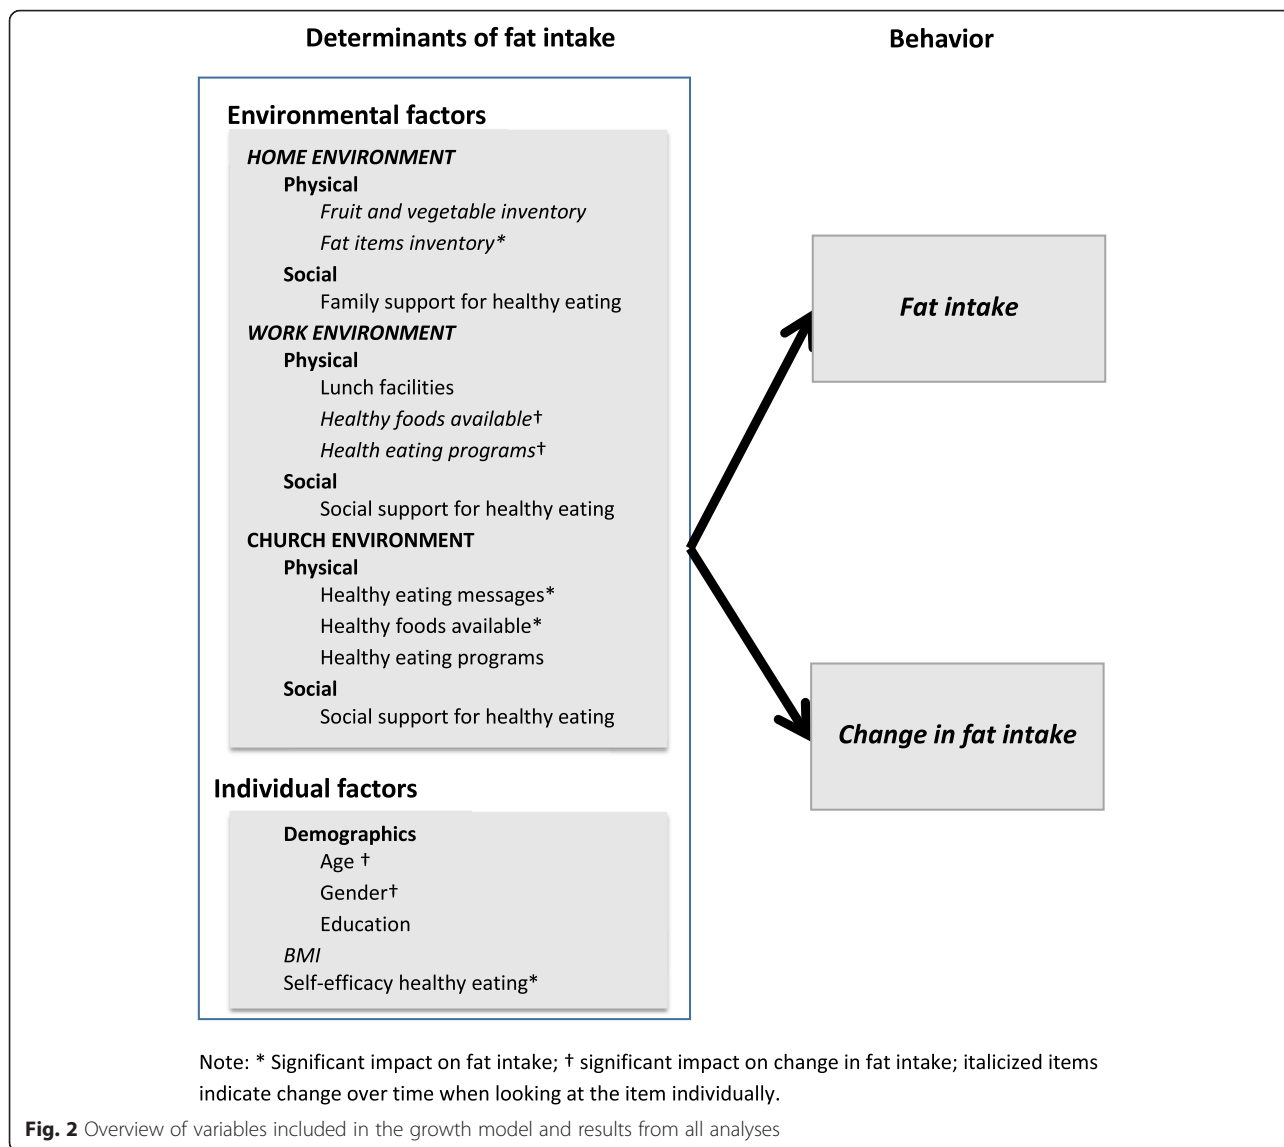 Determinants of fat intake
Behavior
Environmental factors
HOME ENVIRONMENT
Physical
Fruit and vegetable inventory
Fat items inventory*
Social
Family support for healthy eating
WORK ENVIRONMENT
Physical
Lunch facilities
Healthy foods available†
Health eating programs†
Social
Social support for healthy eating
CHURCH ENVIRONMENT
Physical
Healthy eating messages*
Healthy foods available*
Healthy eating programs
Social
Social support for healthy eating
Individual factors
Demographics
Age †
Gender†
Education
BMI
Self-efficacy healthy eating*
Fat intake
Change in fat intake
Note: * Significant impact on fat intake; † significant impact on change in fat intake; italicized items
indicate change over time when looking at the item individually.
Fig. 2 Overview of variables included in the growth model and results from all analyses